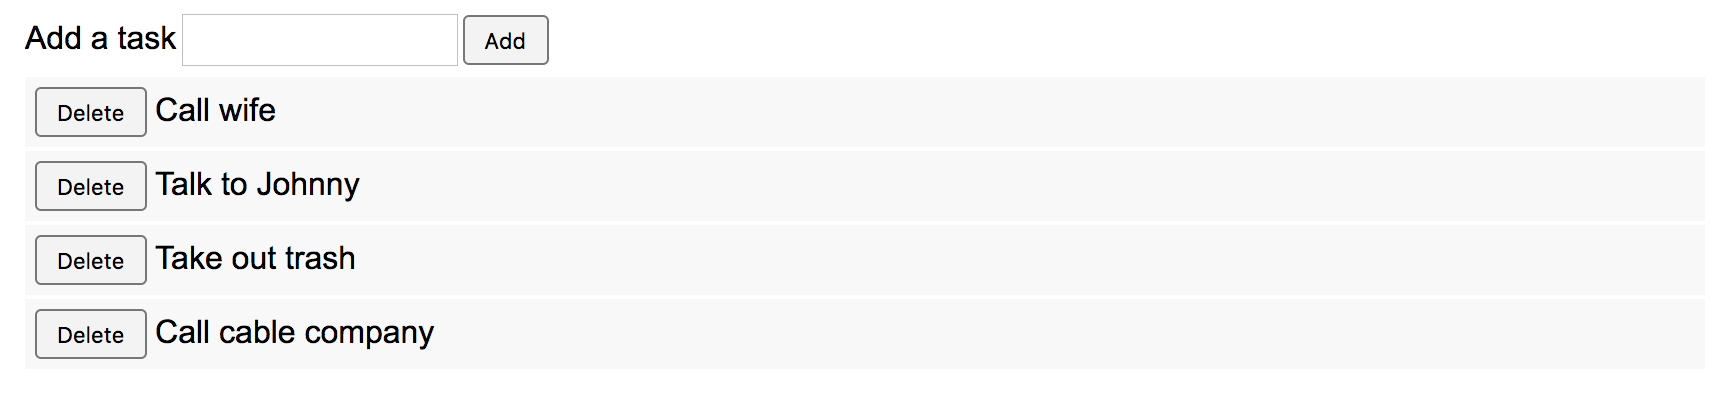 Add a task Add
Delete Call wife
Delete Talk to Johnny
Delete Take out trash
Delete Call cable company